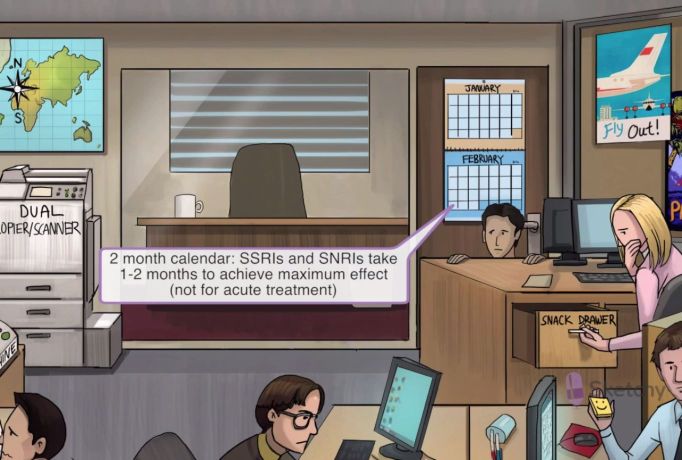 N
S
JANUARY
FEBRUARY
Fly Out!
DUAL
COPIER/SCANNER
2 month calendar: SSRIs and SNRIs take
1-2 months to achieve maximum effect
(not for acute treatment)
SNACK DRAWER
Sketchy